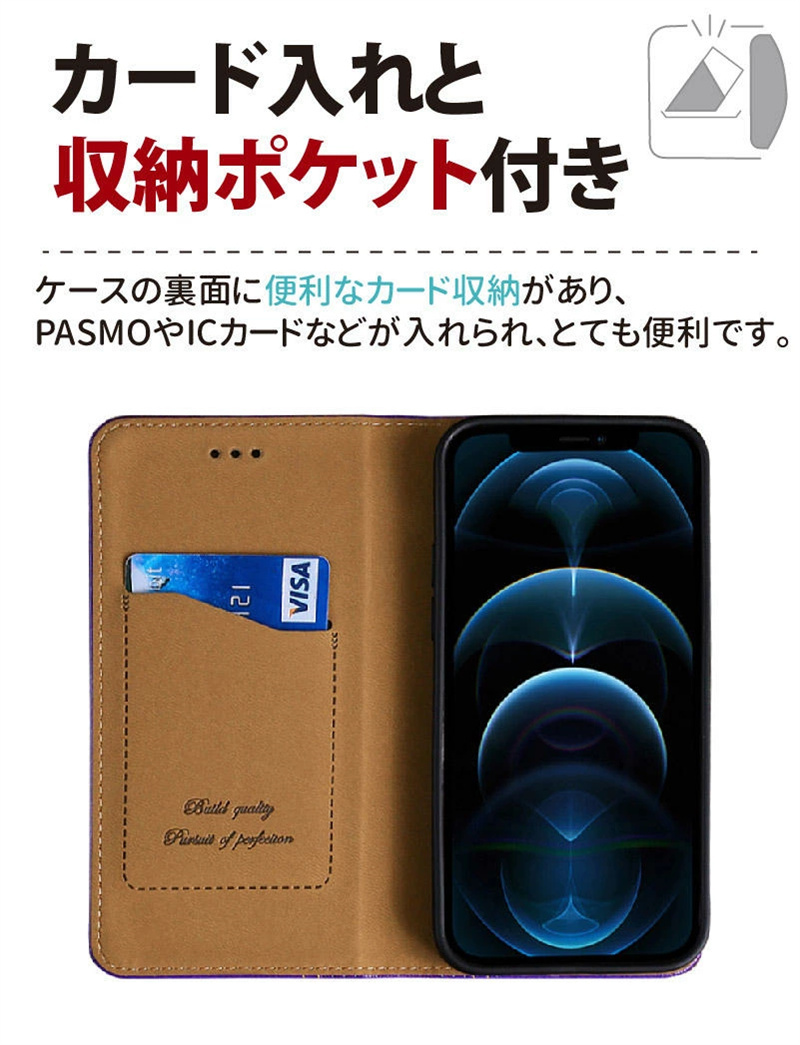 カード入れと
収納ポケット付き
ケースの裏面に便利なカード収納があり、
PASMOやICカードなどが入れられ、とても便利です。
VISA
121
Build quality
Pursuit of perfeciton